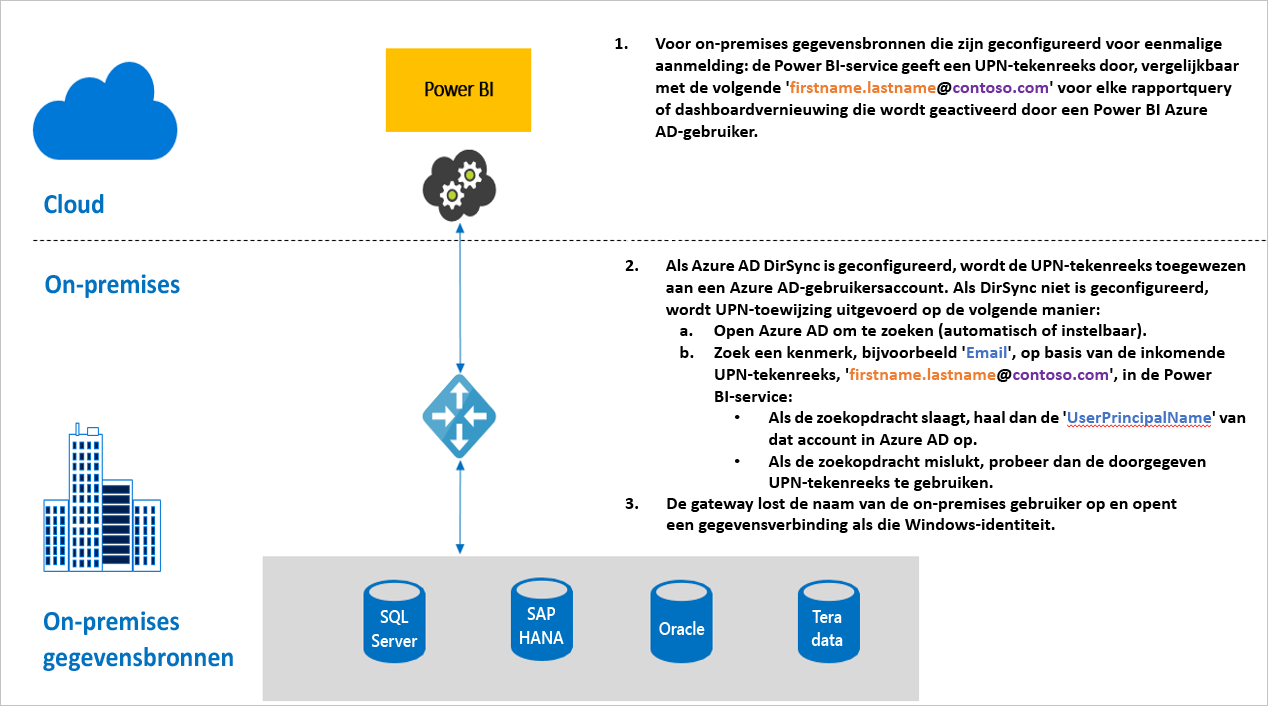 Power BI
Cloud
1. Voor on-premises gegevensbronnen die zijn geconfigureerd voor eenmalige
aanmelding: de Power BI-service geeft een UPN-tekenreeks door, vergelijkbaar
met de volgende 'firstname.lastname@contoso.com' voor elke rapportquery
of dashboardvernieuwing die wordt geactiveerd door een Power BI Azure
AD-gebruiker.
On-premises
2. Als Azure AD DirSync is geconfigureerd, wordt de UPN-tekenreeks toegewezen
aan een Azure AD-gebruikersaccount. Als DirSync niet is geconfigureerd,
wordt UPN-toewijzing uitgevoerd op de volgende manier:
a. Open Azure AD om te zoeken (automatisch of instelbaar).
b. Zoek een kenmerk, bijvoorbeeld 'Email', op basis van de inkomende
UPN-tekenreeks, 'firstname.lastname@contoso.com', in de Power
BI-service:
• Als de zoekopdracht slaagt, haal dan de 'UserPrincipalName' van
dat account in Azure AD op.
• Als de zoekopdracht mislukt, probeer dan de doorgegeven
UPN-tekenreeks te gebruiken.
3. De gateway lost de naam van de on-premises gebruiker op en opent
een gegevensverbinding als die Windows-identiteit.
On-premises
gegevensbronnen
SQL
Server
SAP
HANA
Oracle
Tera
data